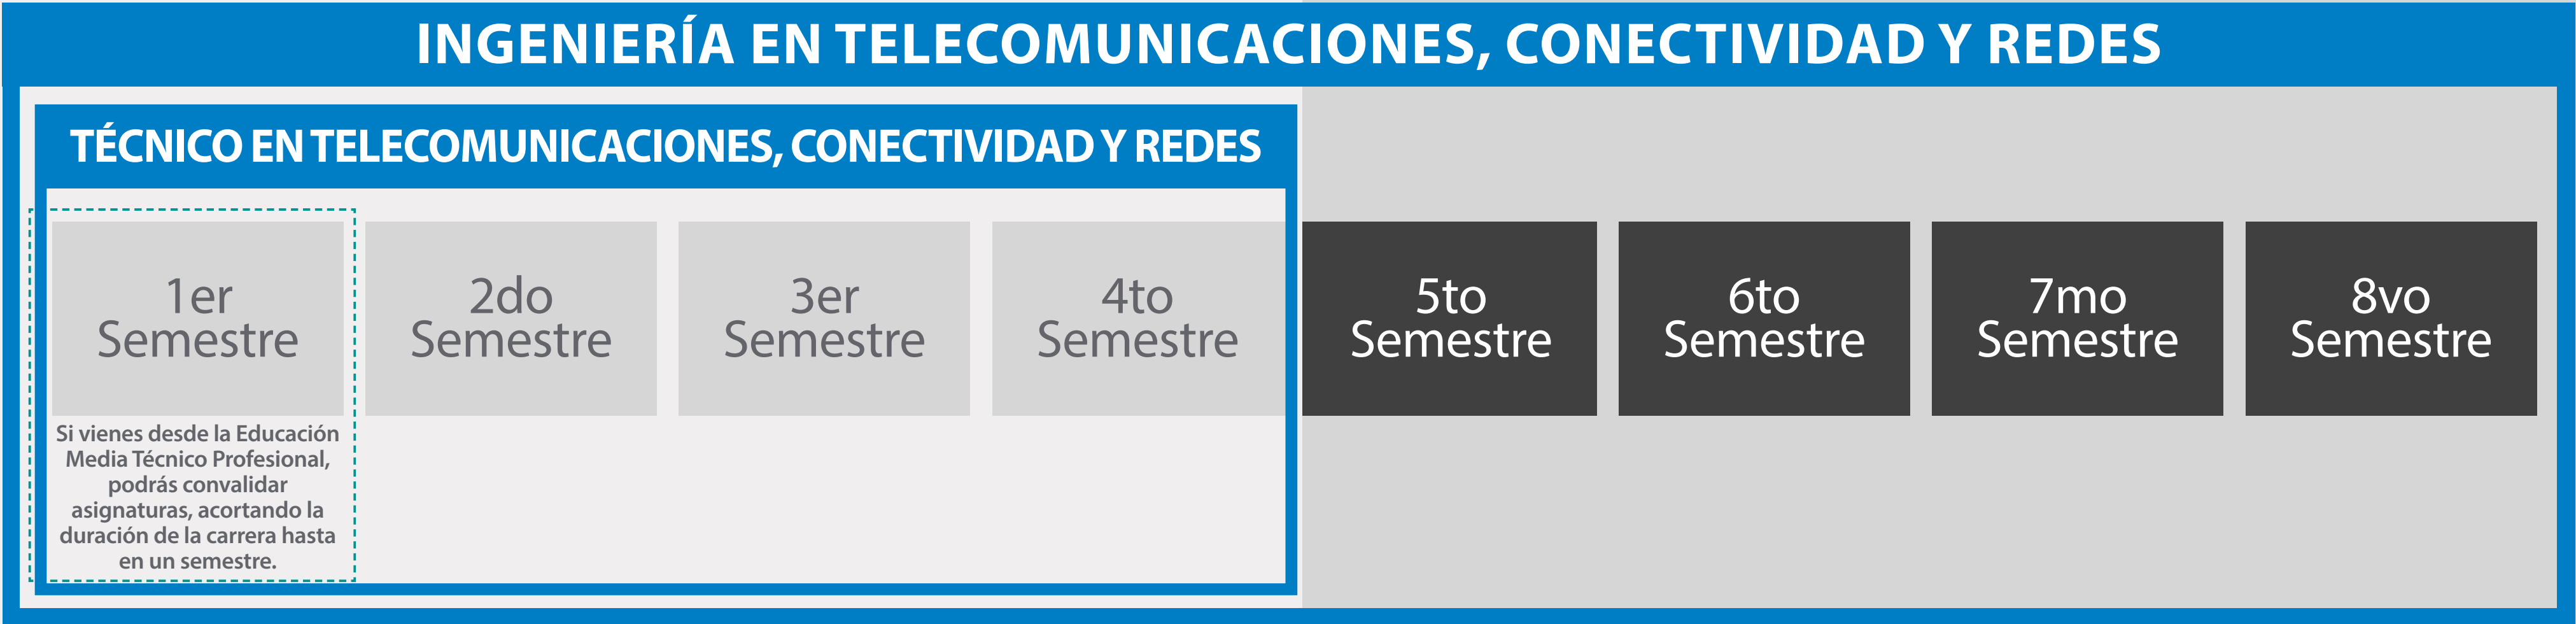 INGENIERÍA EN TELECOMUNICACIONES, CONECTIVIDAD Y REDES
TÉCNICO EN TELECOMUNICACIONES, CONECTIVIDAD Y REDES
1er
Semestre
2do
Semestre
3er
Semestre
4to
Semestre
5to
Semestre
6to
Semestre
7mo
Semestre
8vo
Semestre
Si vienes desde la Educación
Media Técnico Profesional,
podrás convalidar
asignaturas, acortando la
duración de la carrera hasta
en un semestre.